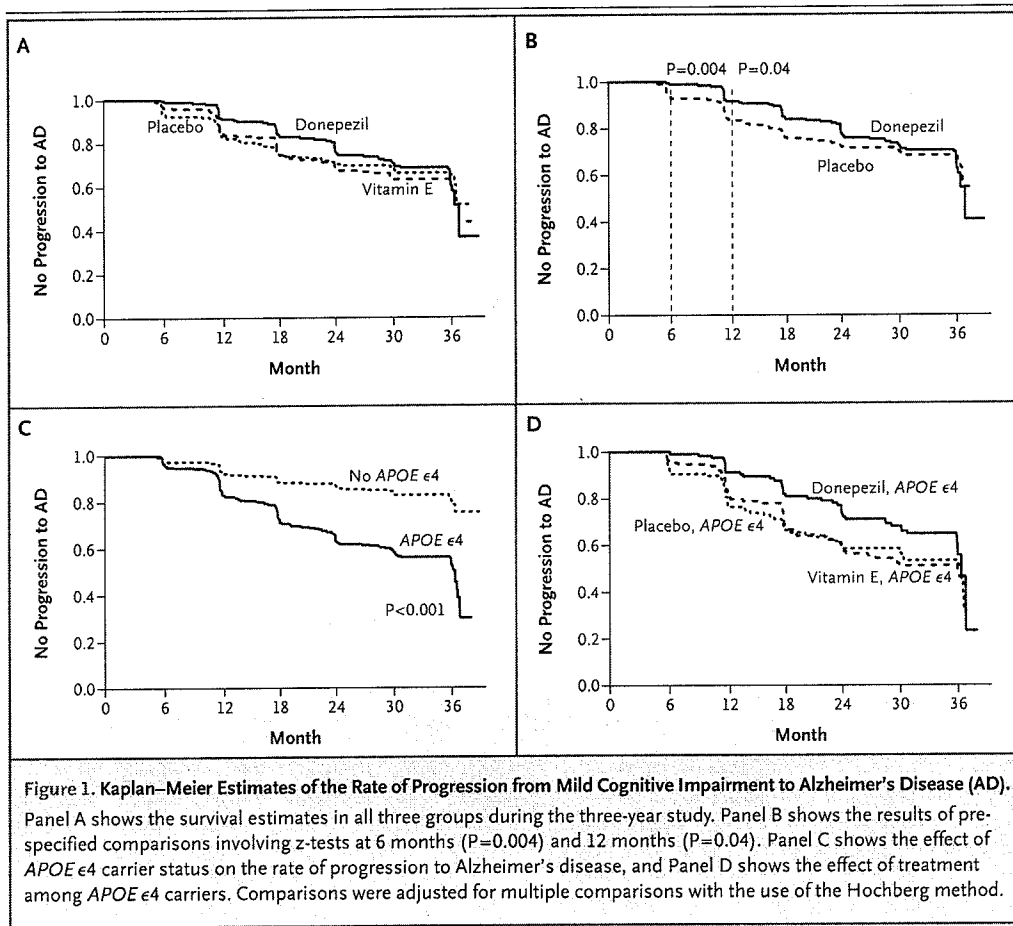 A
No Progression to AD
1.0
0.8
0.6
0.4
0.2
0.0
Placebo
Donepezil
Vitamin E
0 6 12 18 24 30 36
Month
B
P=0.004 P=0.04
No Progression to AD
1.0
0.8
0.6
0.4
0.2
0.0
Donepezil
Placebo
0 6 12 18 24 30 36
Month
C
No Progression to AD
1.0
0.8
0.6
0.4
0.2
0.0
No APOE ϵ4
APOE ϵ4
P<0.001
0 6 12 18 24 30 36
Month
D
No Progression to AD
1.0
0.8
0.6
0.4
0.2
0.0
Donepezil, APOE ϵ4
Placebo, APOE ϵ4
Vitamin E, APOE ϵ4
0 6 12 18 24 30 36
Month
Figure 1. Kaplan–Meier Estimates of the Rate of Progression from Mild Cognitive Impairment to Alzheimer's Disease (AD).
Panel A shows the survival estimates in all three groups during the three-year study. Panel B shows the results of pre-
specified comparisons involving z-tests at 6 months (P=0.004) and 12 months (P=0.04). Panel C shows the effect of
APOE ϵ4 carrier status on the rate of progression to Alzheimer's disease, and Panel D shows the effect of treatment
among APOE ϵ4 carriers. Comparisons were adjusted for multiple comparisons with the use of the Hochberg method.